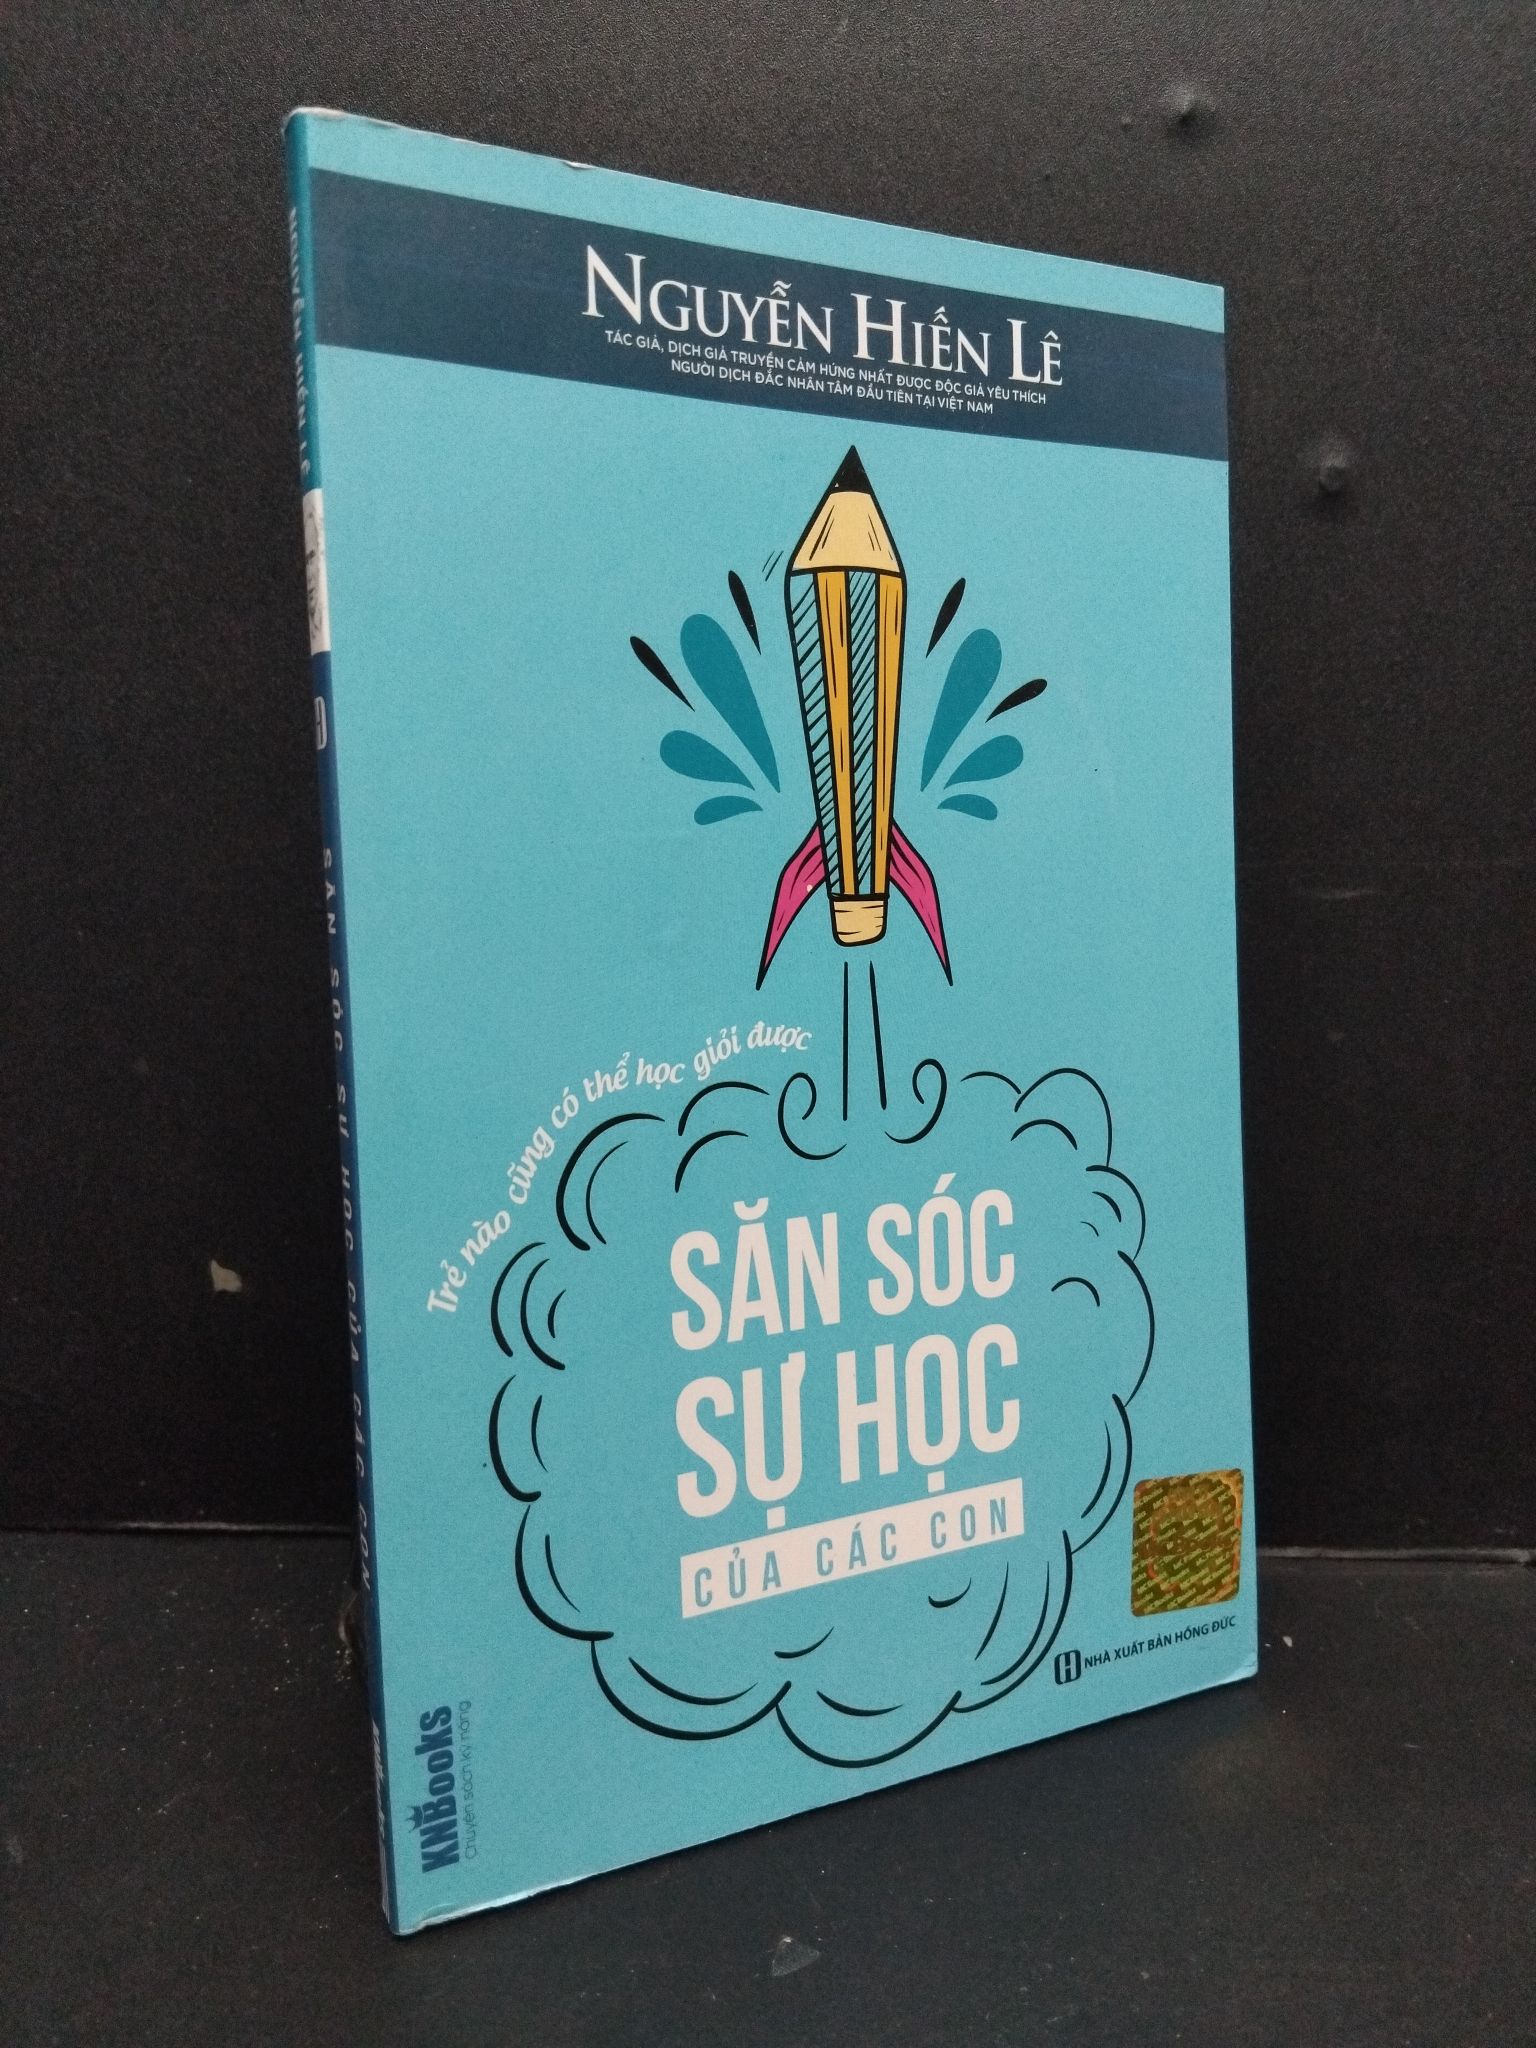 NGUYỄN HIẾN LÊ
TÁC GIẢ, DỊCH GIẢ TRUYỀN CẢM HỨNG NHẤT ĐƯỢC ĐỘC GIẢ YÊU THÍCH
NGƯỜI DỊCH ĐẮC NHÂN TÂM ĐẦU TIÊN TẠI VIỆT NAM
Trẻ nào cũng có thể học giỏi được
SĂN SÓC
SỰ HỌC
CỦA CÁC CON
NHÀ XUẤT BẢN HỒNG ĐỨC
KNBooks
Chuyên sách kỹ năng
NGUYỄN HIẾN LÊ
SĂN SÓC SỰ HỌC CỦA CÁC CON